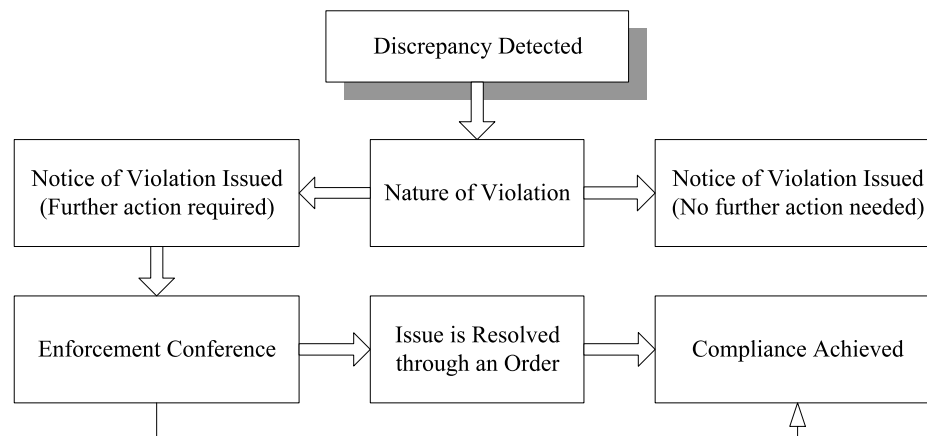 Discrepancy Detected
Notice of Violation Issued
(Further action required)
Nature of Violation
Notice of Violation Issued
(No further action needed)
Enforcement Conference
Issue is Resolved
through an Order
Compliance Achieved